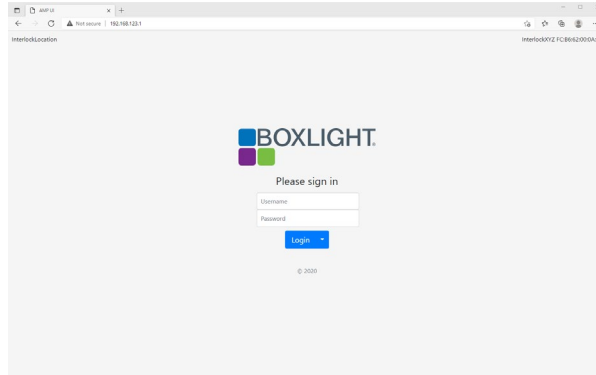 AMP UI
Not secure | 192.168.123.1
InterlockLocation
InterlockXYZ FC:B6:62:00:0A:
BOXLIGHT®
Please sign in
Username
Password
Login
© 2020